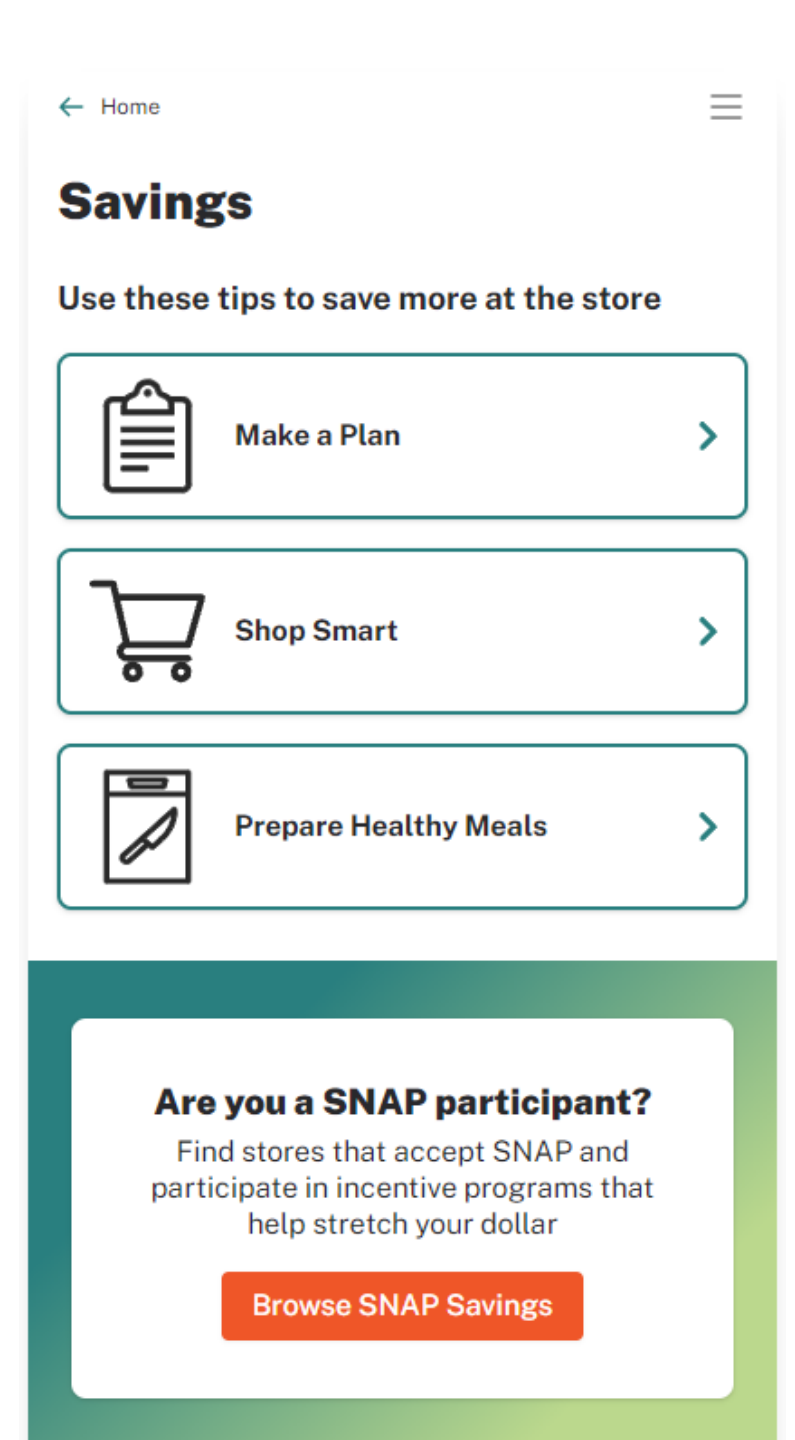 Home
Savings
Use these tips to save more at the store
Make a Plan
Shop Smart
Prepare Healthy Meals
Are you a SNAP participant?
Find stores that accept SNAP and
participate in incentive programs that
help stretch your dollar
Browse SNAP Savings